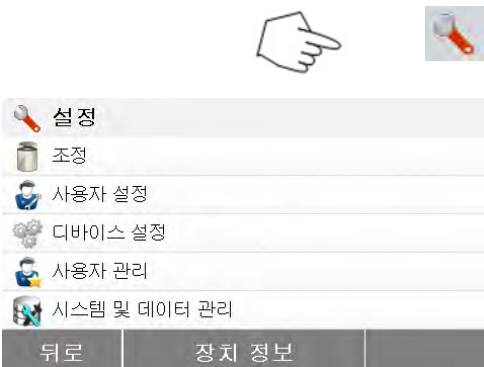 설정
조정
사용자 설정
디바이스 설정
사용자 관리
시스템 및 데이터 관리
뒤로 장치 정보